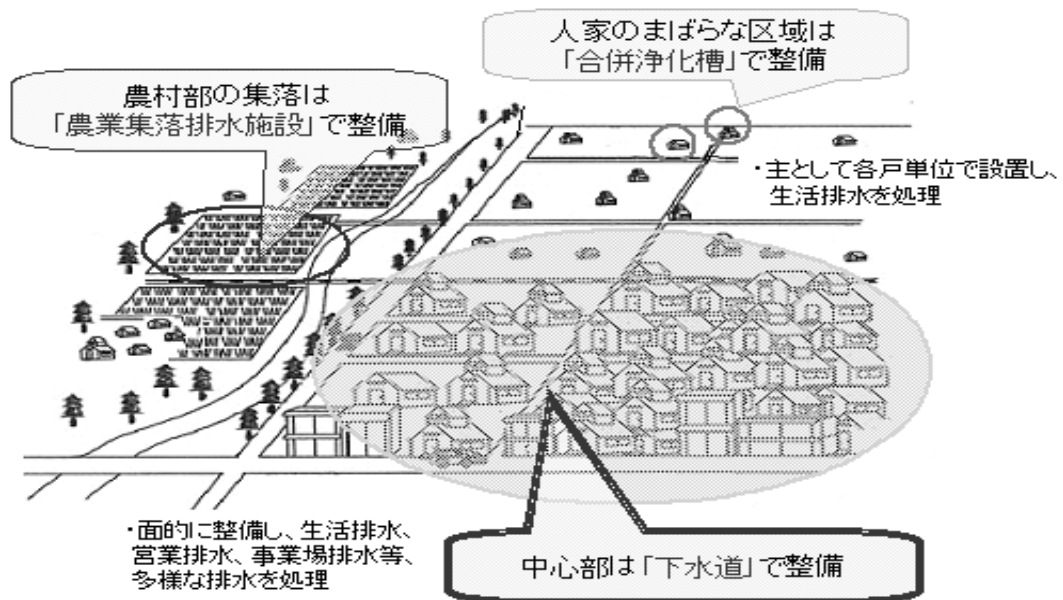 人家のまばらな区域は
「合併浄化槽」で整備
農村部の集落は
「農業集落排水施設」で整備
・主として各戸単位で設置し、
生活排水を処理
・面的に整備し、生活排水、
営業排水、事業場排水等、
多様な排水を処理
中心部は「下水道」で整備